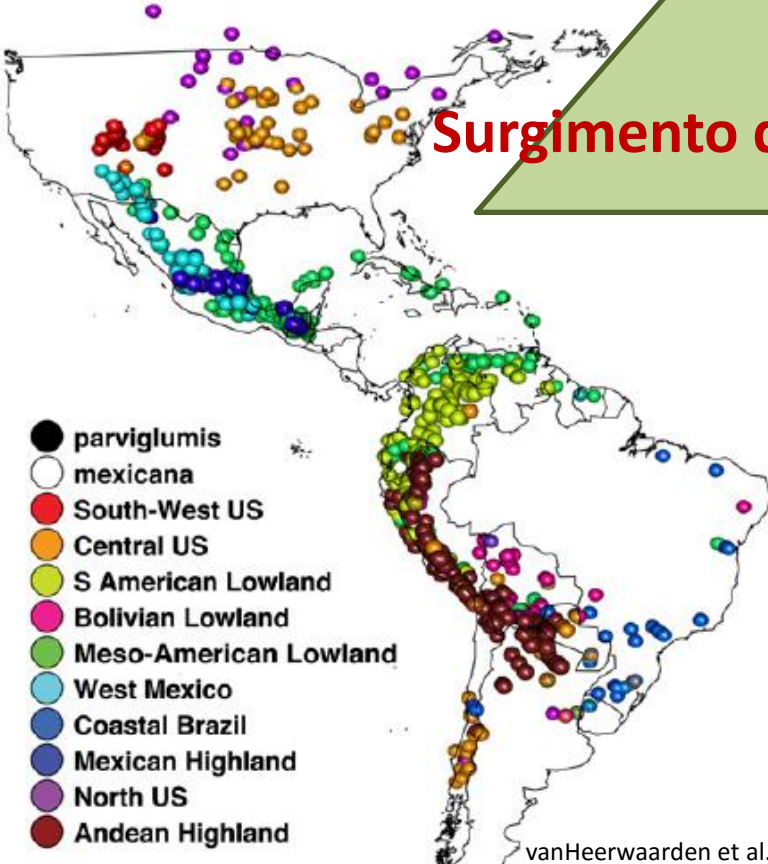 Surgimento d
parviglumis
mexicana
South-West US
Central US
S American Lowland
Bolivian Lowland
Meso-American Lowland
West Mexico
Coastal Brazil
Mexican Highland
North US
Andean Highland
vanHeerwaarden et al.